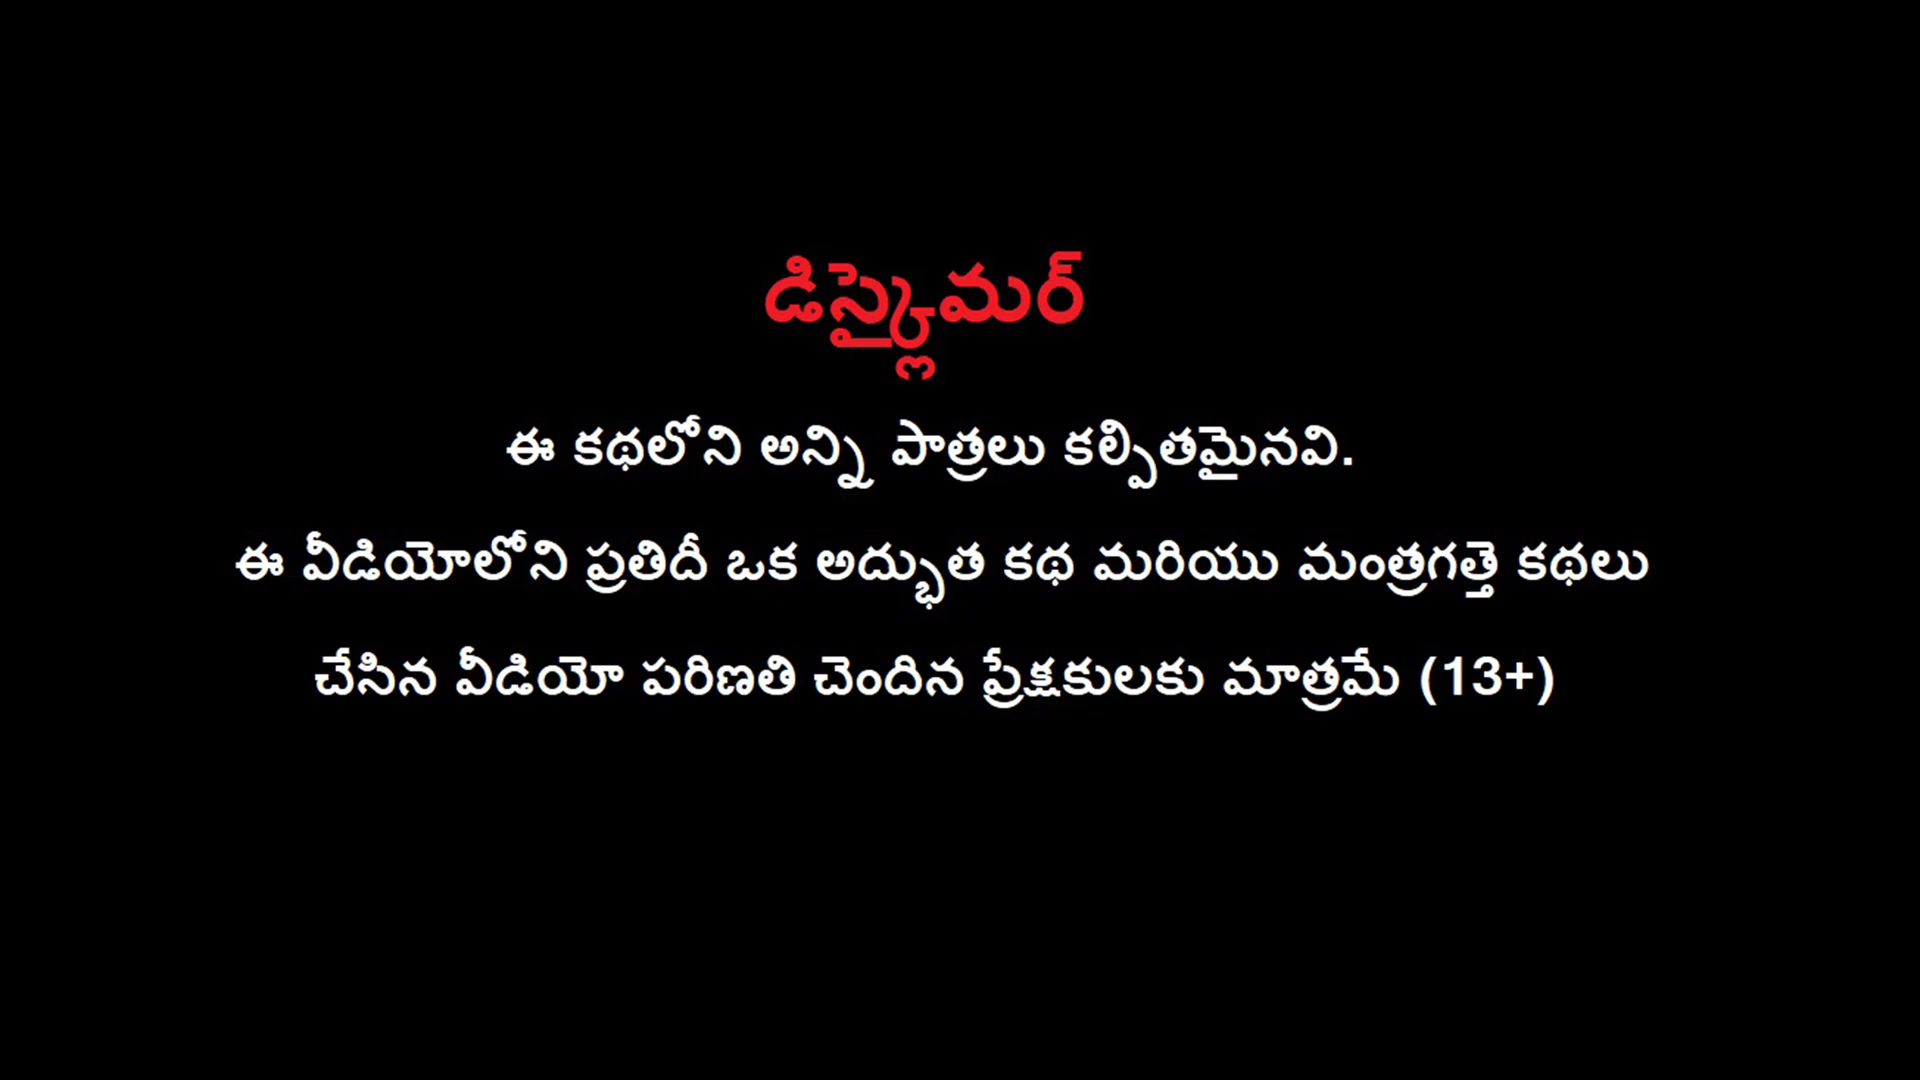 డిస్క్లైమర్
ఈ కథలోని అన్ని పాత్రలు కల్పితమైనవి.
ఈ వీడియోలోని ప్రతిదీ ఒక అద్భుత కథ మరియు మంత్రగత్తె కథలు
చేసిన వీడియో పరిణతి చెందిన ప్రేక్షకులకు మాత్రమే (13+)